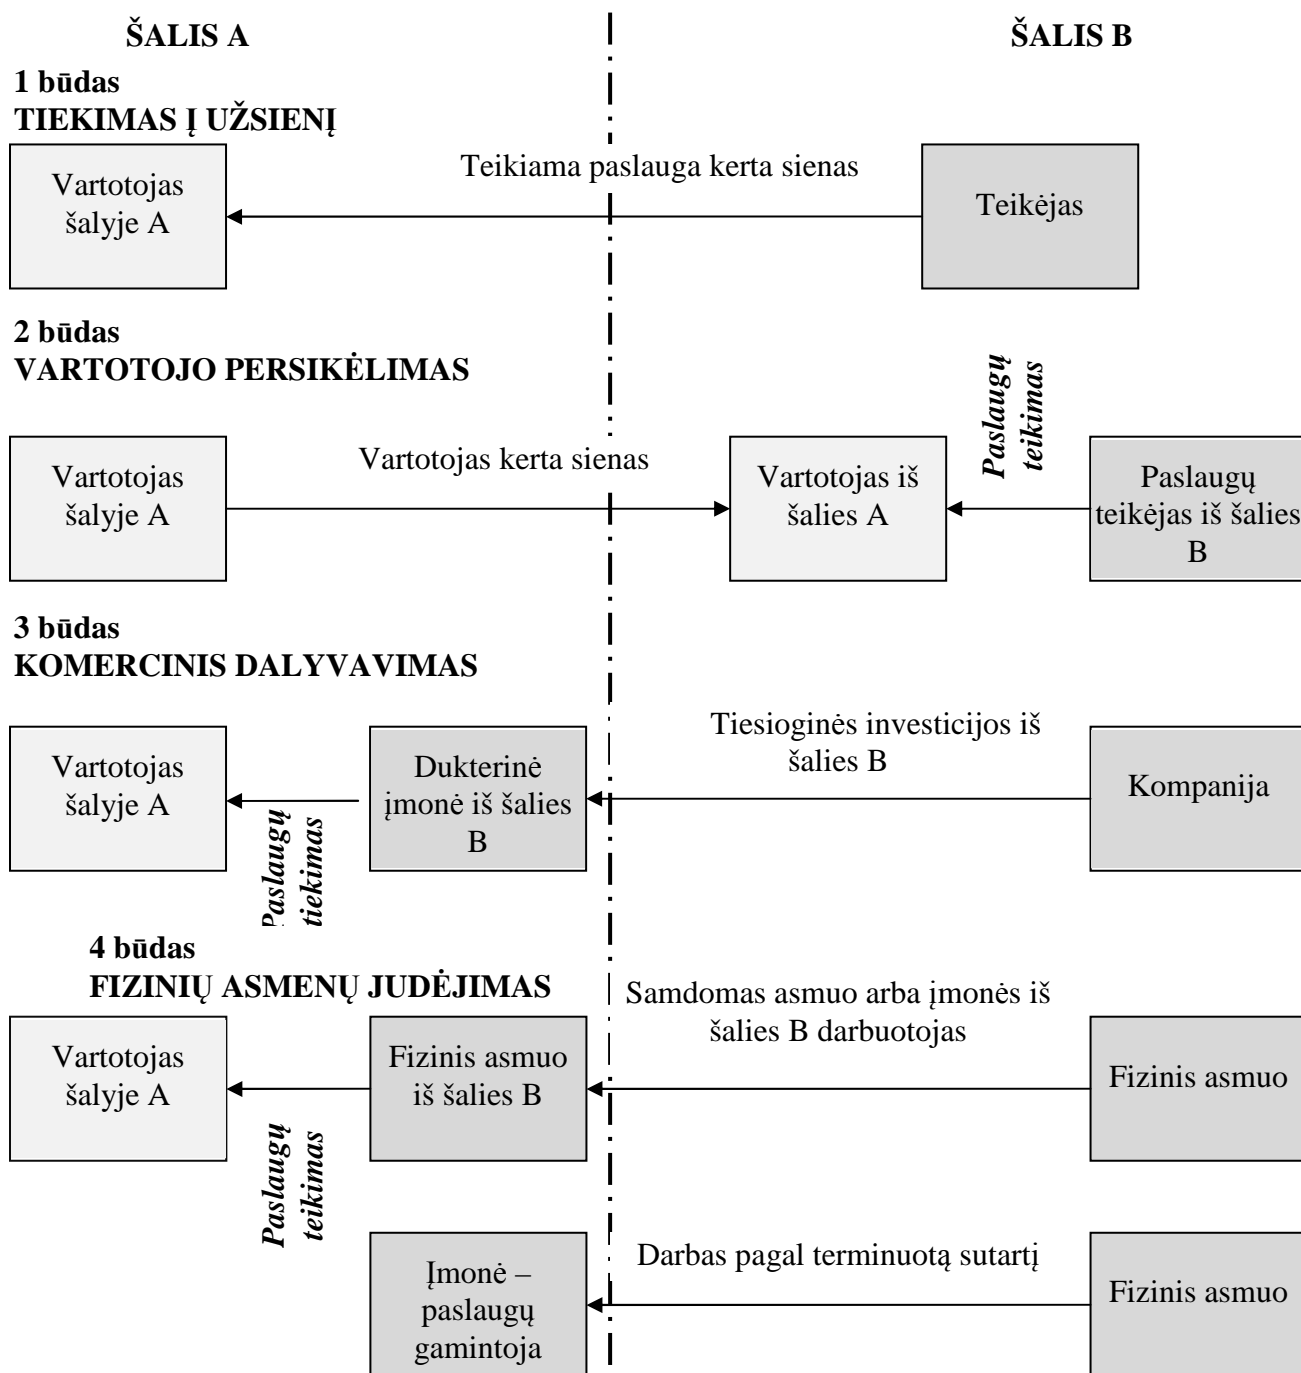 ŠALIS A
ŠALIS B
1 būdas
TIEKIMAS Į UŽSIENĮ
Vartotojas
šalyje A
Teikiama paslauga kerta sienas
Teikėjas
2 būdas
VARTOTOJO PERSIKĖLIMAS
Vartotojas
šalyje A
Vartotojas kerta sienas
Vartotojas iš
šalies A
Paslaugų
teikimas
Paslaugų
teikėjas iš šalies
B
3 būdas
KOMERCINIS DALYVAVIMAS
Vartotojas
šalyje A
Paslaugų
tiekimas
Dukterinė
įmonė iš šalies
B
Tiesioginės investicijos iš
šalies B
Kompanija
4 būdas
FIZINIŲ ASMENŲ JUDĖJIMAS
Vartotojas
šalyje A
Paslaugų
teikimas
Fizinis asmuo
iš šalies B
Samdomas asmuo arba įmonės iš
šalies B darbuotojas
Fizinis asmuo
Įmonė –
paslaugų
gamintoja
Darbas pagal terminuotą sutartį
Fizinis asmuo